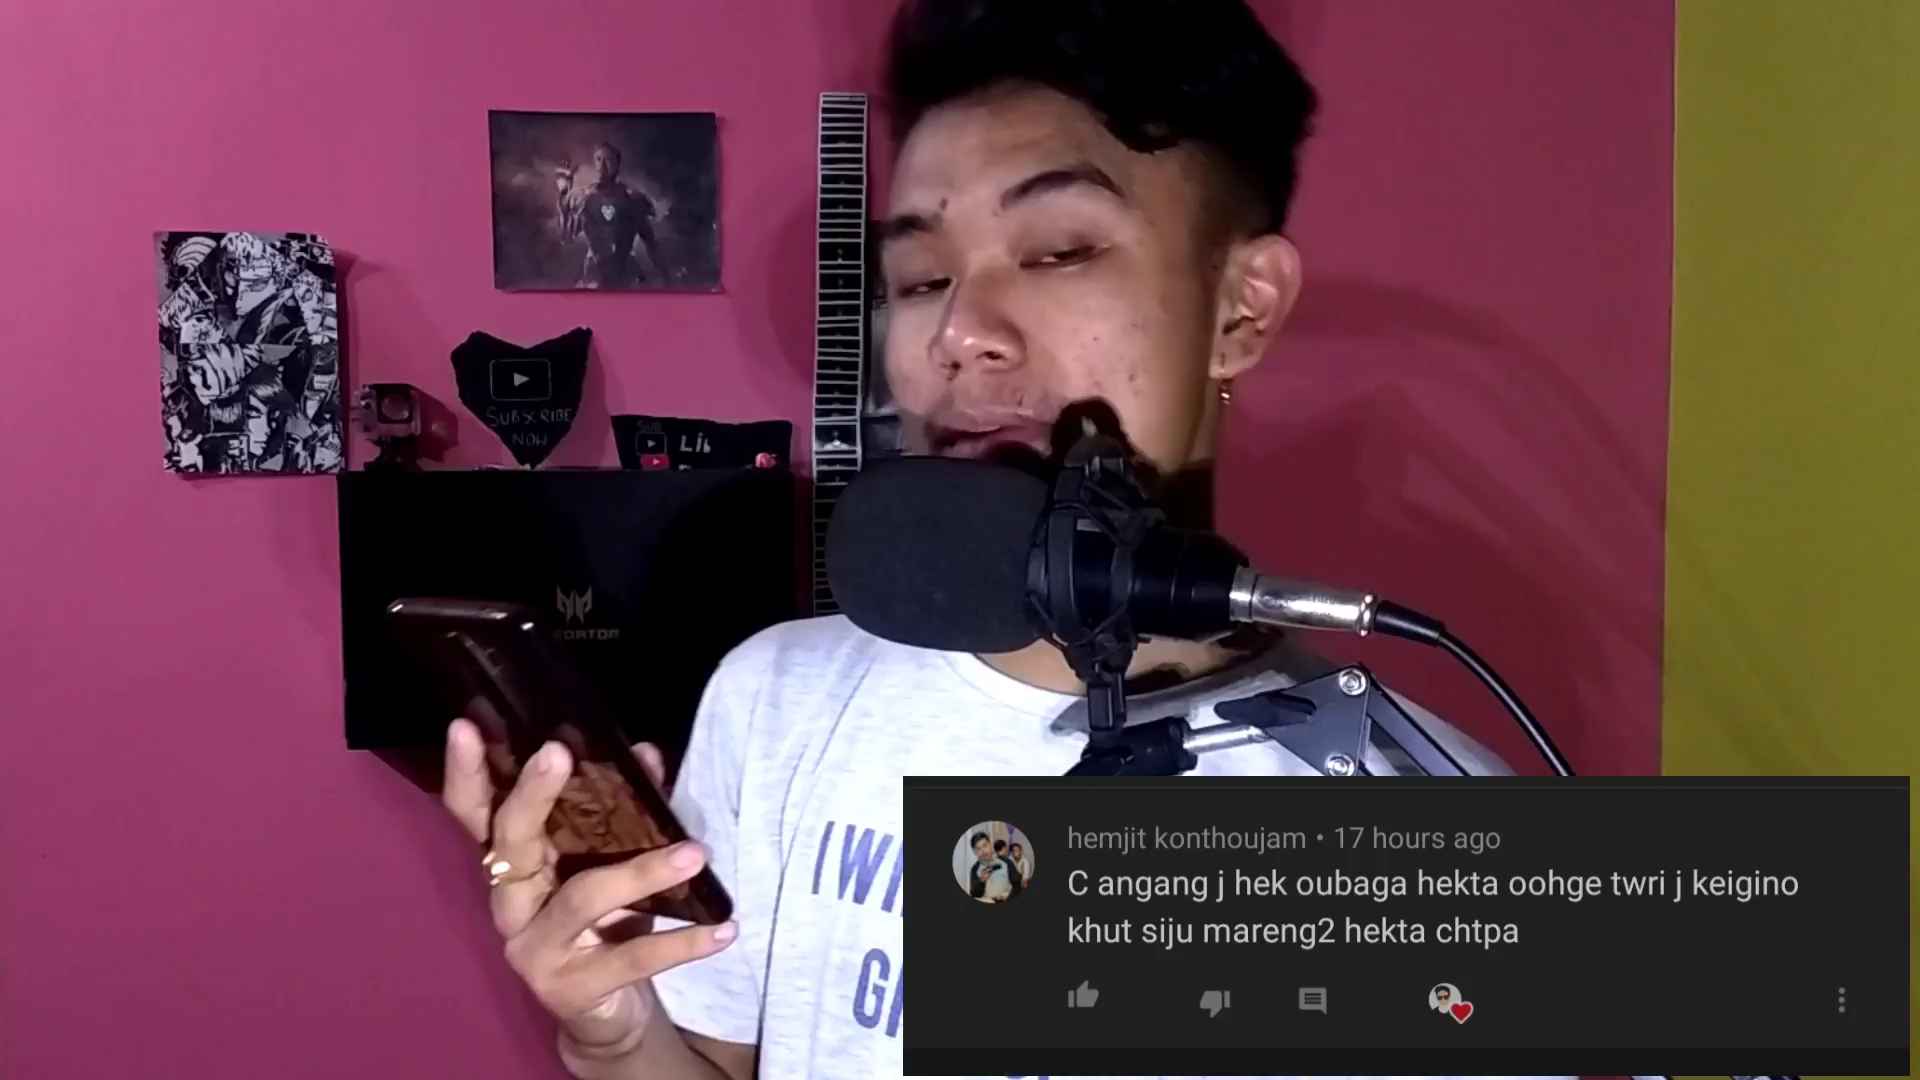 SUBSCRIBE
NOW
SUB
hemjit konthoujam • 17 hours ago
C angang j hek oubaga hekta oohge twri j keigino
khut siju mareng2 hekta chtpa